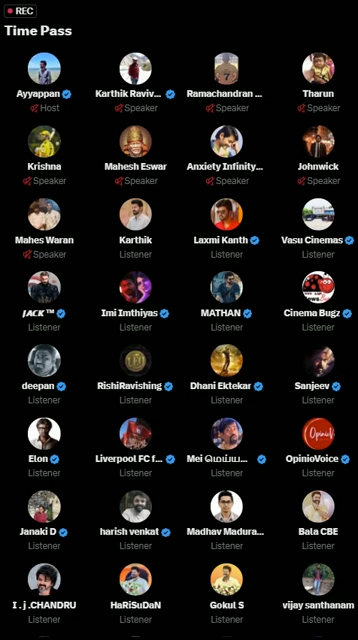 REC
Time Pass
Ayyappan
Karthik Raviv...
Ramachandran ...
Tharun
Host
Speaker
Speaker
Speaker
Krishna
Mahesh Eswar
Anxiety Infinity...
Johnwick
Speaker
Speaker
Speaker
Speaker
Mahes Waran
Karthik
Laxmi Kanth
Vasu Cinemas
Speaker
Listener
Listener
Listener
JACK ™
Imi Imthiyas
MATHAN
Cinema Bugz
Listener
Listener
Listener
Listener
deepan
RishiRavishing
Dhani Ektekar
Sanjeev
Listener
Listener
Listener
Listener
Elon
Liverpool FC f...
OpinioV
OpinioVoice
Listener
Listener
Listener
Listener
Janaki D
harish venkat
Madhav Madura...
Bala CBE
Listener
Listener
Listener
Listener
I . j .CHANDRU
HaRiSuDaN
Gokul S
vijay santhanam
Listener
Listener
Listener
Listener